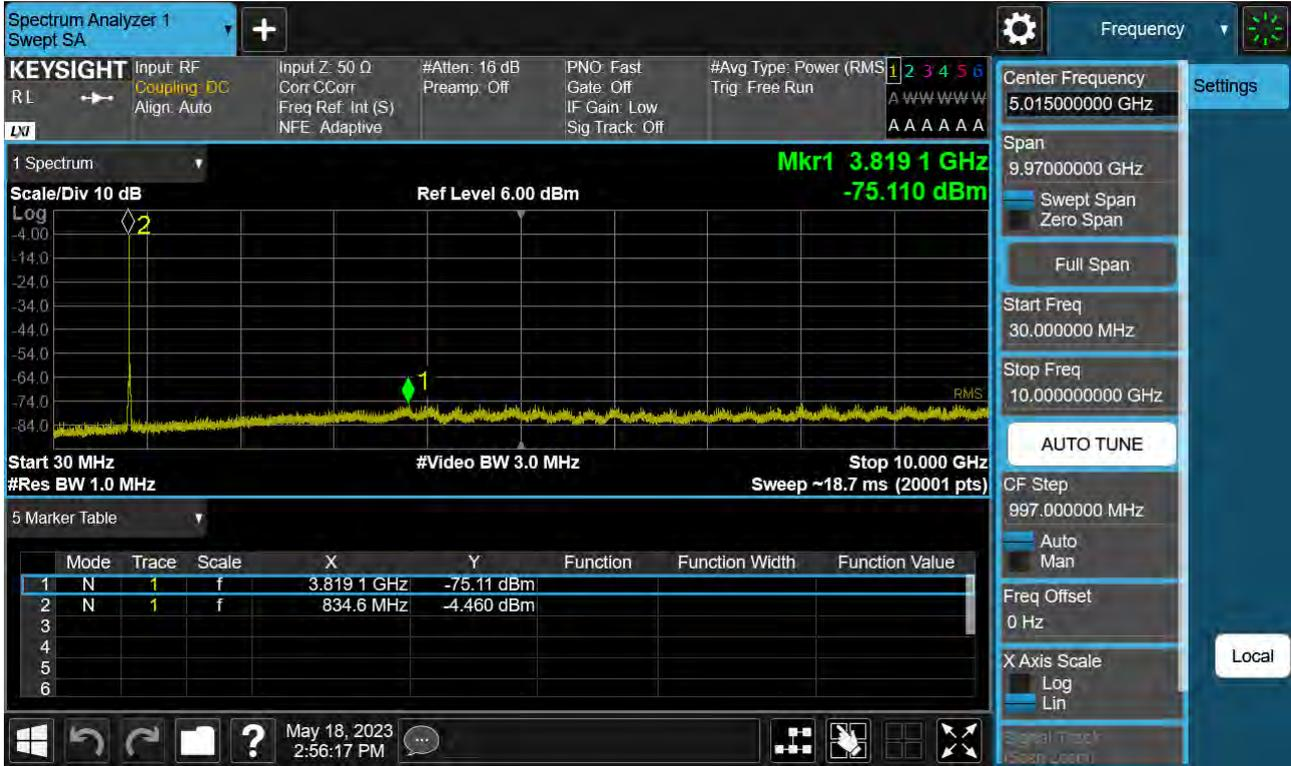 Spectrum Analyzer 1
Swept SA
Frequency
KEYSIGHT
RL
LXI
Input: RF
Coupling: DC
Align: Auto
Input Z: 50 Ω
Corr CCorr
Freq Ref: Int (S)
NFE: Adaptive
#Atten: 16 dB
Preamp: Off
PNO: Fast
Gate: Off
IF Gain: Low
Sig Track: Off
#Avg Type: Power (RMS
Trig: Free Run
1 2 3 4 5 6
A W W W W W
A A A A A A
Settings
Center Frequency
5.015000000 GHz
Span
9.97000000 GHz
Swept Span
Zero Span
Full Span
Start Freq
30.000000 MHz
Stop Freq
10.000000000 GHz
AUTO TUNE
CF Step
997.000000 MHz
Auto
Man
Freq Offset
0 Hz
X Axis Scale
Log
Lin
Signal Track
(Span Zoom)
Local
1 Spectrum
Mkr1 3.819 1 GHz
Scale/Div 10 dB
Ref Level 6.00 dBm
-75.110 dBm
Log
-4.00
-14.0
-24.0
-34.0
-44.0
-54.0
-64.0
-74.0
-84.0
2
1
RMS
Start 30 MHz
#Video BW 3.0 MHz
Stop 10.000 GHz
#Res BW 1.0 MHz
Sweep ~18.7 ms (20001 pts)
5 Marker Table
Mode Trace Scale X Y Function Function Width Function Value
1 N 1 f 3.819 1 GHz -75.11 dBm
2 N 1 f 834.6 MHz -4.460 dBm
3
4
5
6
?
May 18, 2023
2:56:17 PM